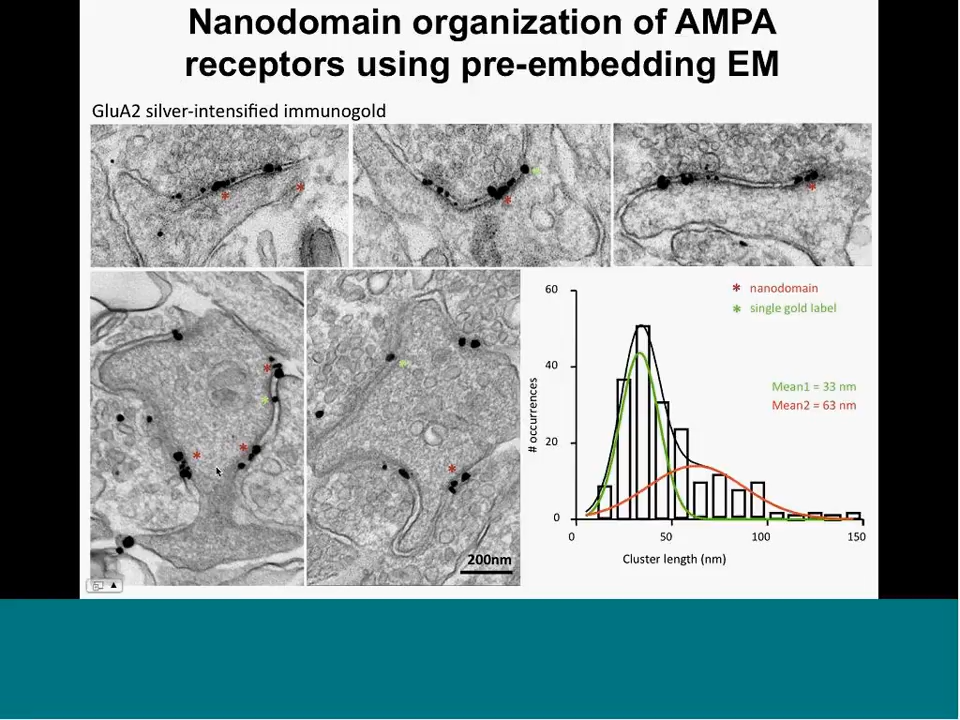 Nanodomain organization of AMPA
receptors using pre-embedding EM
GluA2 silver-intensified immunogold
* nanodomain
* single gold label
Mean1 = 33 nm
Mean2 = 63 nm
# occurrences
60
40
20
0
0 50 100 150
Cluster length (nm)
200nm